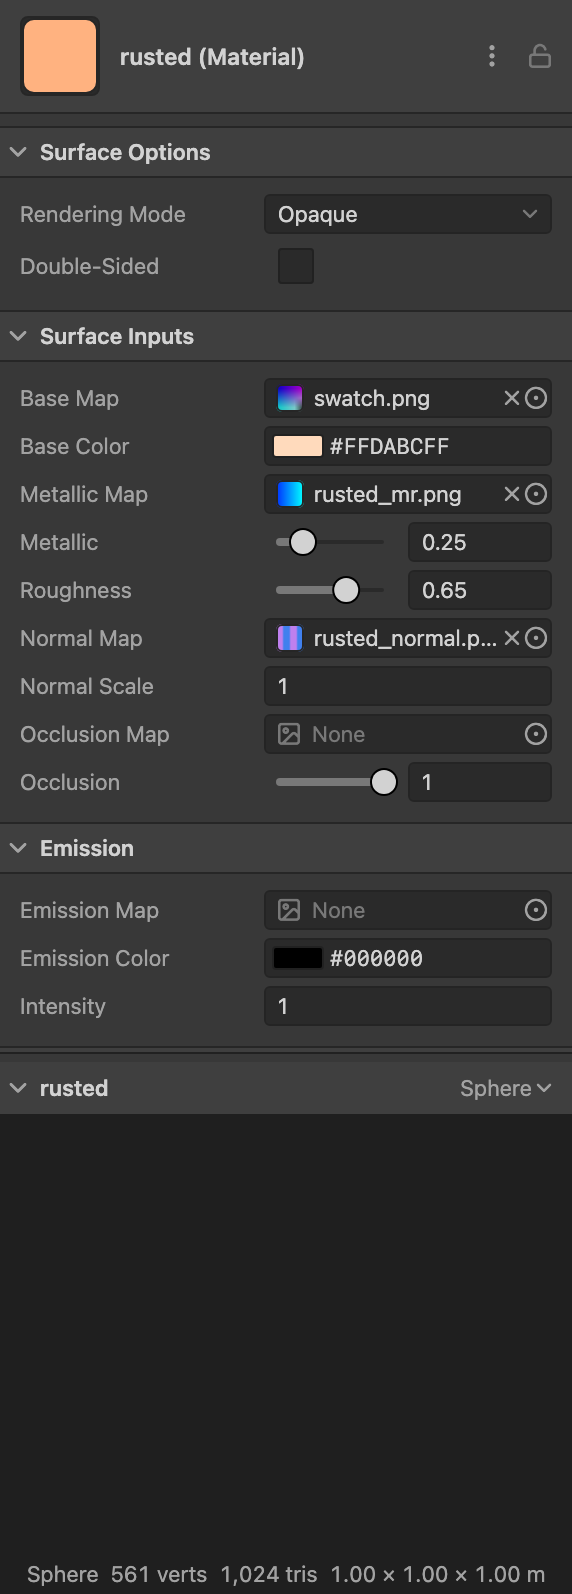 rusted (Material)
Surface Options
Rendering Mode Opaque
Double-Sided
Surface Inputs
Base Map swatch.png
Base Color #FFDABCFF
Metallic Map rusted_mr.png
Metallic 0.25
Roughness 0.65
Normal Map rusted_normal.p...
Normal Scale 1
Occlusion Map None
Occlusion 1
Emission
Emission Map None
Emission Color #000000
Intensity 1
rusted Sphere
Sphere 561 verts 1,024 tris 1.00 × 1.00 × 1.00 m